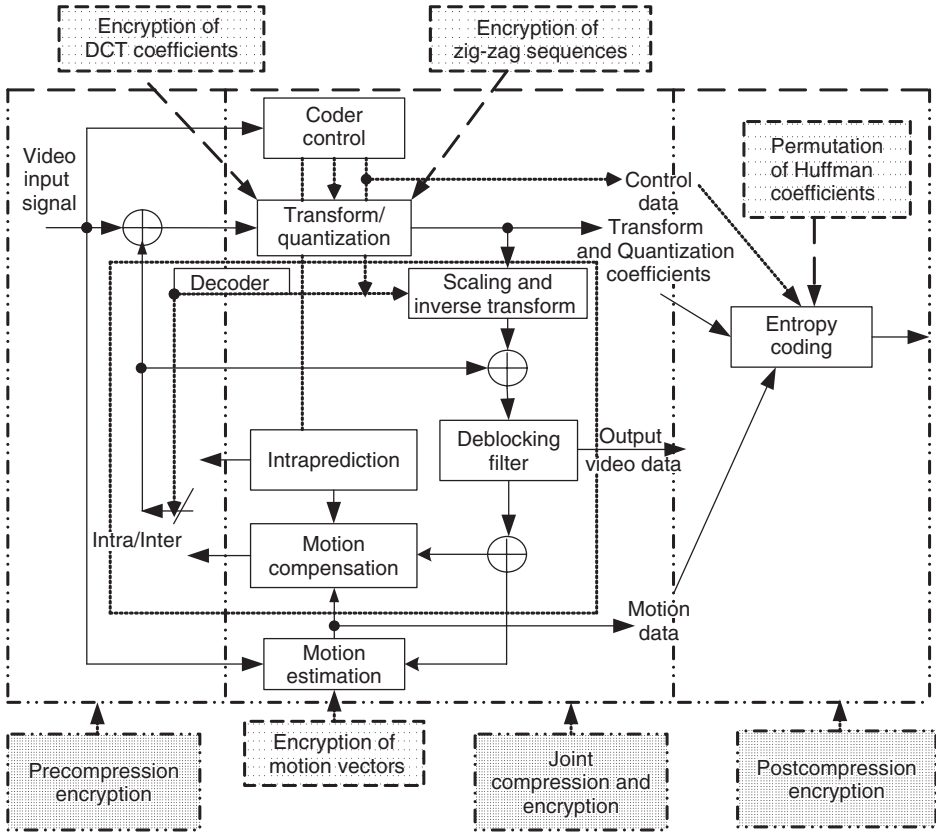 Encryption of
DCT coefficients
Encryption of
zig-zag sequences
Coder
control
Video
input
signal
Permutation
of Huffman
coefficients
Control
data
Transform/
quantization
Transform
and Quantization
coefficients
Decoder
Scaling and
inverse transform
Entropy
coding
Intraprediction
Deblocking
filter
Output
video data
Intra/Inter
Motion
compensation
Motion
data
Motion
estimation
Encryption of
motion vectors
Precompression
encryption
Joint
compression and
encryption
Postcompression
encryption